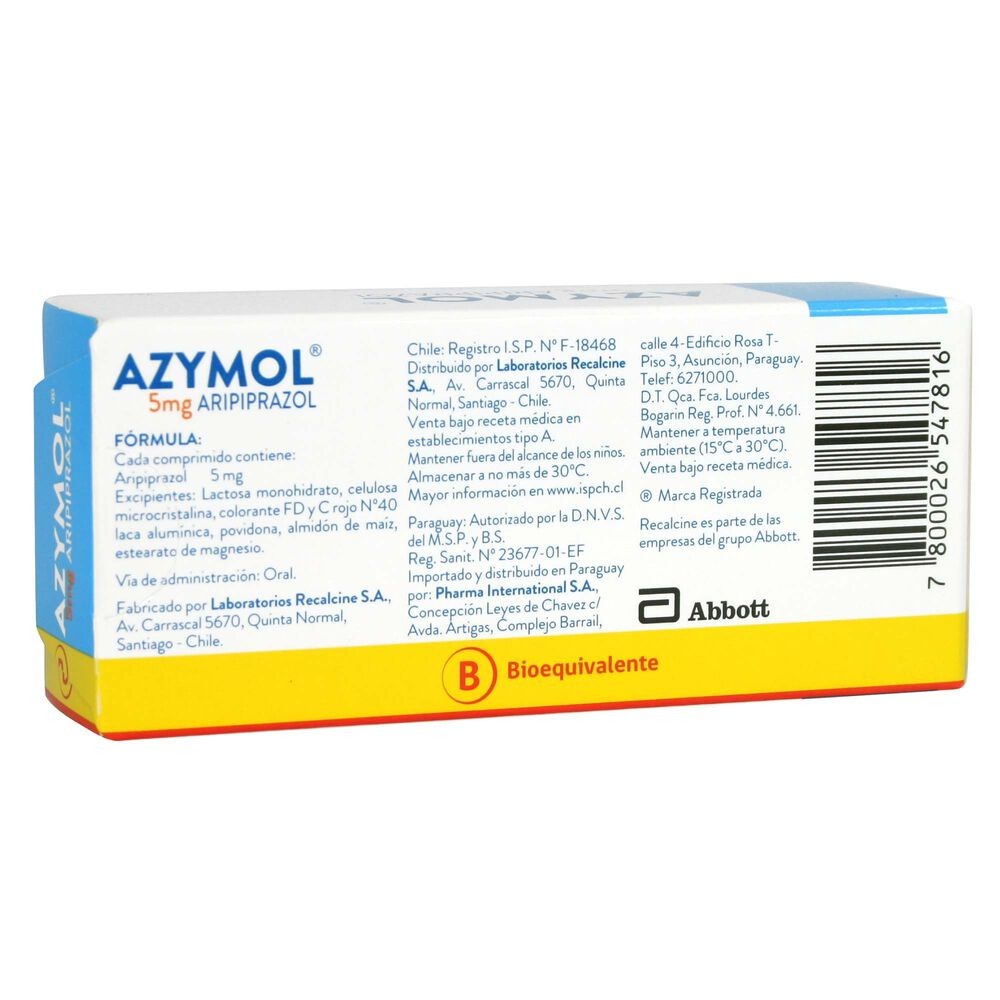 AZYMOL
AZYMOL®
5mg ARIPIPRAZOL
FÓRMULA:
Cada comprimido contiene:
Aripiprazol 5 mg
Excipientes: Lactosa monohidrato, celulosa
microcristalina, colorante FD y C rojo N°40
laca alumínica, povidona, almidón de maíz,
estearato de magnesio.
Vía de administración: Oral.
Fabricado por Laboratorios Recalcine S.A.,
Av. Carrascal 5670, Quinta Normal,
Santiago - Chile.
Chile: Registro I.S.P. N° F-18468
Distribuido por Laboratorios Recalcine
S.A., Av. Carrascal 5670, Quinta
Normal, Santiago - Chile.
Venta bajo receta médica en
establecimientos tipo A.
Mantener fuera del alcance de los niños.
Almacenar a no más de 30°C.
Mayor información en www.ispch.cl
Paraguay: Autorizado por la D.N.V.S.
del M.S.P. y B.S.
Reg. Sanit. N° 23677-01-EF
Importado y distribuido en Paraguay
por: Pharma International S.A.,
Concepción Leyes de Chavez c/
Avda. Artigas, Complejo Barrail,
calle 4-Edificio Rosa T-
Piso 3, Asunción, Paraguay.
Telef: 6271000.
D.T. Qca. Fca. Lourdes
Bogarin Reg. Prof. N° 4.661.
Mantener a temperatura
ambiente (15°C a 30°C).
Venta bajo receta médica.
® Marca Registrada
Recalcine es parte de las
empresas del grupo Abbott.
Abbott
7 800026 547816
B Bioequivalente
AZYMOL®
5mg ARIPIPRAZOL